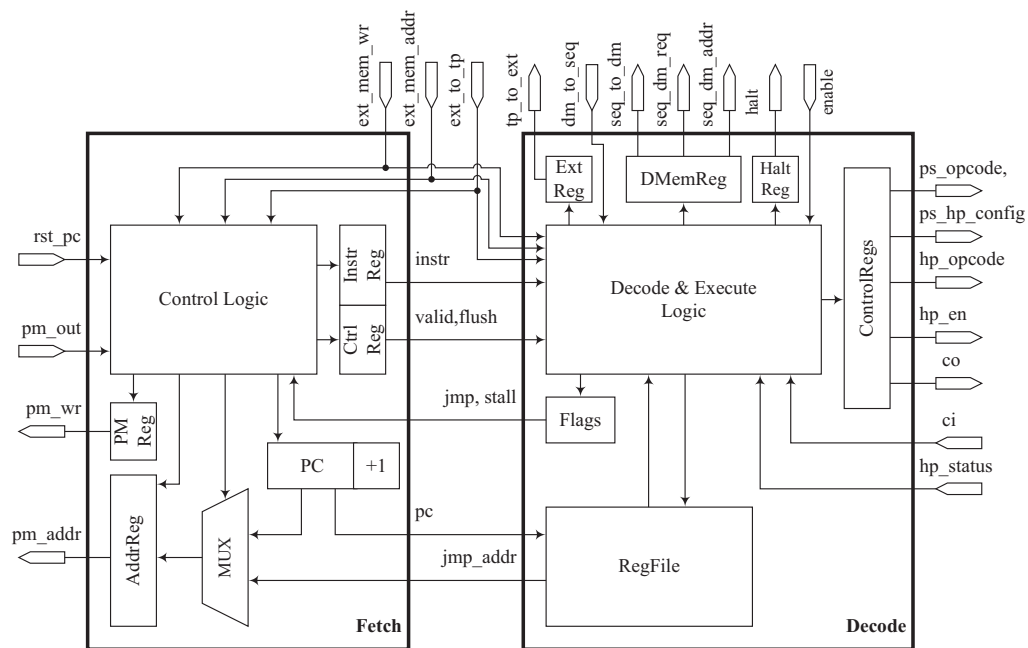 ext_mem_wr
ext_mem_addr
ext_to_tp
tp_to_ext
dm_to_seq
seq_to_dm
seq_dm_req
seq_dm_addr
halt
enable
Ext
Reg
DMemReg
Halt
Reg
ps_opcode,
ps_hp_config
hp_opcode
hp_en
co
ci
hp_status
rst_pc
pm_out
pm_wr
pm_addr
Control Logic
Instr
Reg
Ctrl
Reg
instr
valid,flush
jmp, stall
Decode & Execute
Logic
ControlRegs
PM
Reg
Flags
PC
+1
AddrReg
MUX
pc
jmp_addr
RegFile
Fetch
Decode